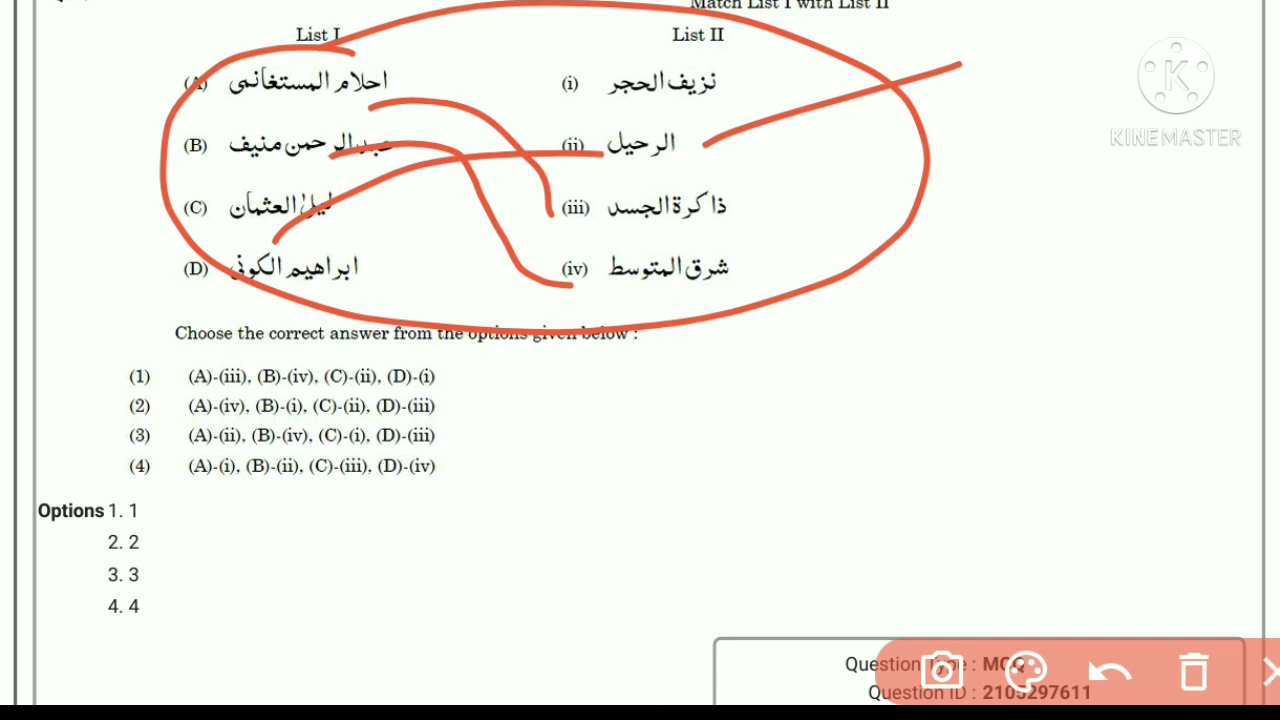 Match List I with List II
List I List II
(A) احلام المستغانمی (i) نزيف الحجر
(B) عبدالرحمن منيف (ii) الرحيل
(C) ليلیٰ العثمان (iii) ذاكرة الجسد
(D) ابراهيم الكونی (iv) شرق المتوسط
Choose the correct answer from the options given below :
(1) (A)-(iii), (B)-(iv), (C)-(ii), (D)-(i)
(2) (A)-(iv), (B)-(i), (C)-(ii), (D)-(iii)
(3) (A)-(ii), (B)-(iv), (C)-(i), (D)-(iii)
(4) (A)-(i), (B)-(ii), (C)-(iii), (D)-(iv)
Options 1. 1
2. 2
3. 3
4. 4
Question Type : MCQ
Question ID : 2105297611
K
KINEMASTER